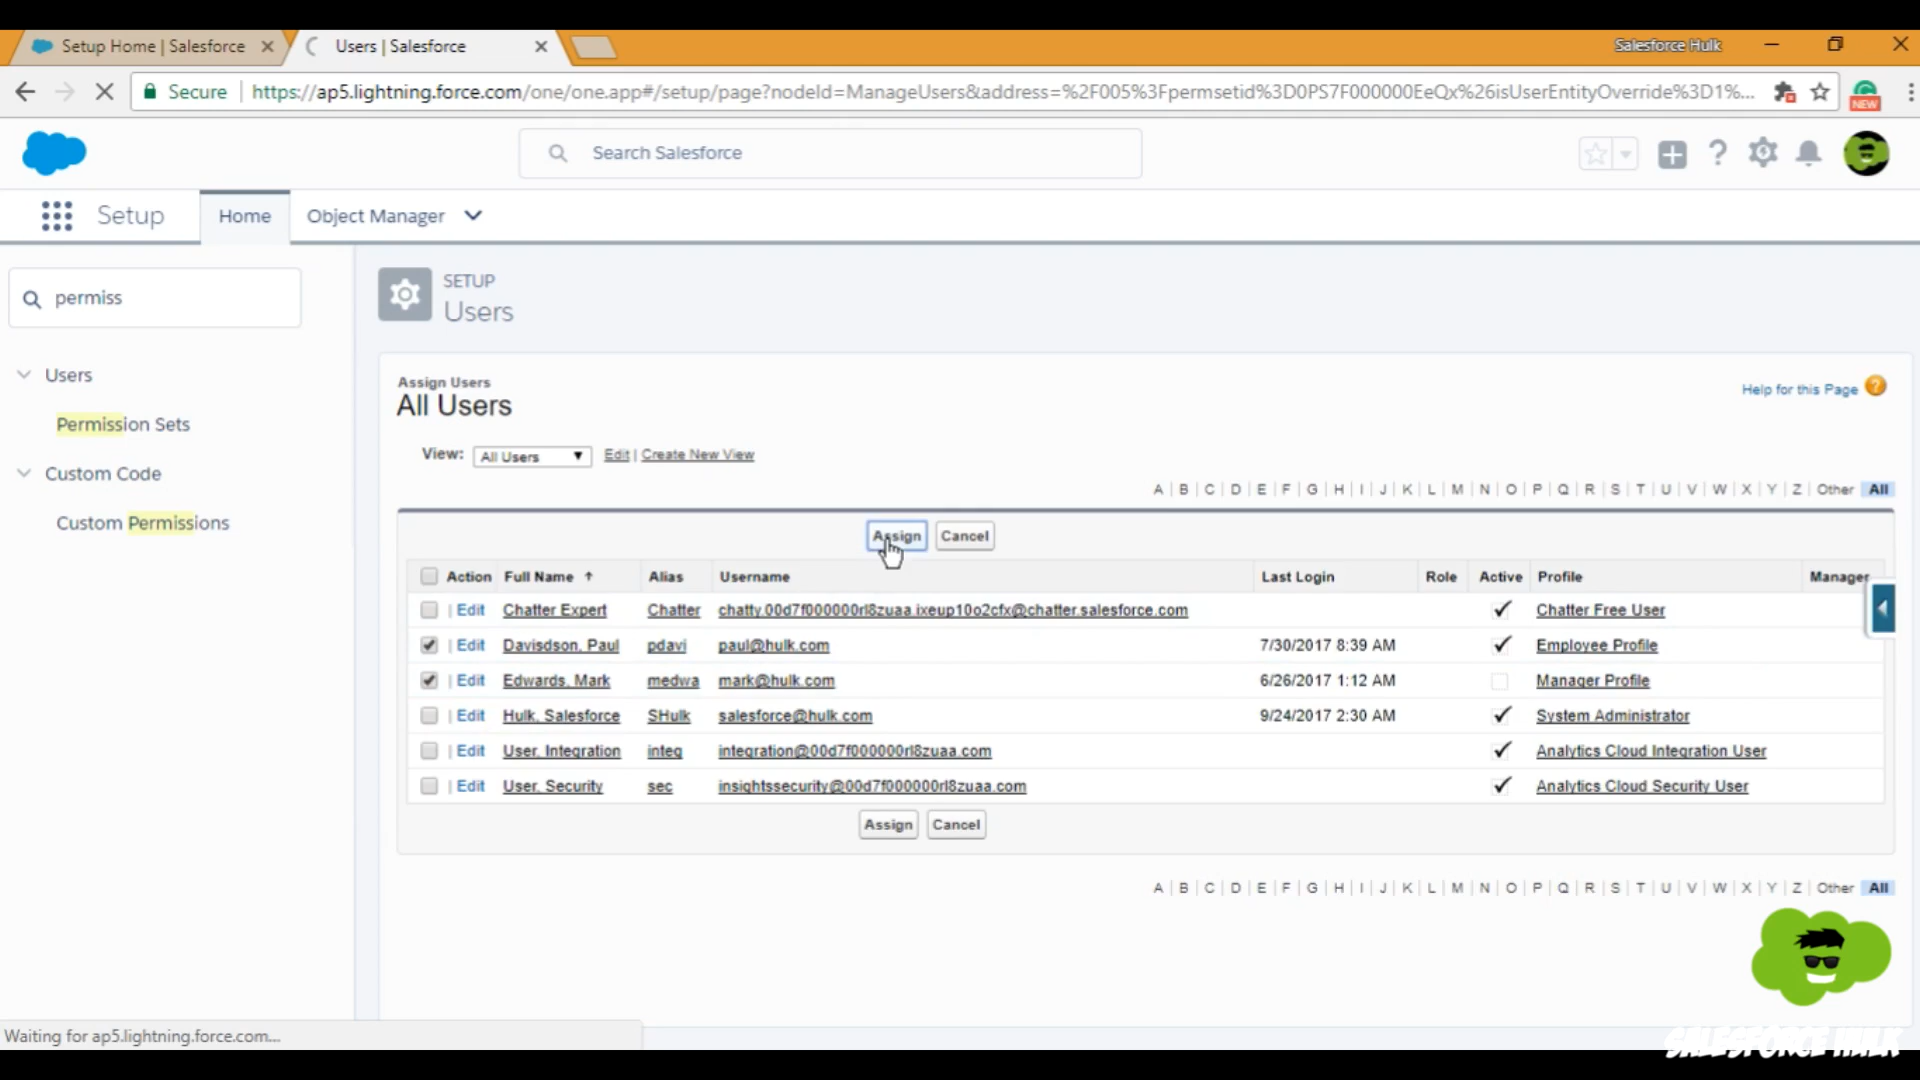 Setup Home | Salesforce
Users | Salesforce
Salesforce Hulk
Secure
https://ap5.lightning.force.com/one/one.app#/setup/page?nodeId=ManageUsers&address=%2F005%3Fpermsetid%3D0PS7F000000EeQx%26isUserEntityOverride%3D1%...
NEW
Search Salesforce
Setup
Home
Object Manager
permiss
Users
Permission Sets
Custom Code
Custom Permissions
SETUP
Users
Assign Users
All Users
Help for this Page
View: All Users Edit | Create New View
A | B | C | D | E | F | G | H | I | J | K | L | M | N | O | P | Q | R | S | T | U | V | W | X | Y | Z | Other All
Assign Cancel
Action Full Name Alias Username Last Login Role Active Profile Manager
Edit Chatter Expert Chatter chatty.00d7f000000rl8zuaa.ixeup10o2cfx@chatter.salesforce.com Chatter Free User
Edit Davisdson, Paul pdavi paul@hulk.com 7/30/2017 8:39 AM Employee Profile
Edit Edwards, Mark medwa mark@hulk.com 6/26/2017 1:12 AM Manager Profile
Edit Hulk, Salesforce SHulk salesforce@hulk.com 9/24/2017 2:30 AM System Administrator
Edit User, Integration integ integration@00d7f000000rl8zuaa.com Analytics Cloud Integration User
Edit User, Security sec insightssecurity@00d7f000000rl8zuaa.com Analytics Cloud Security User
Assign Cancel
A | B | C | D | E | F | G | H | I | J | K | L | M | N | O | P | Q | R | S | T | U | V | W | X | Y | Z | Other All
Waiting for ap5.lightning.force.com...
SALESFORCE HULK